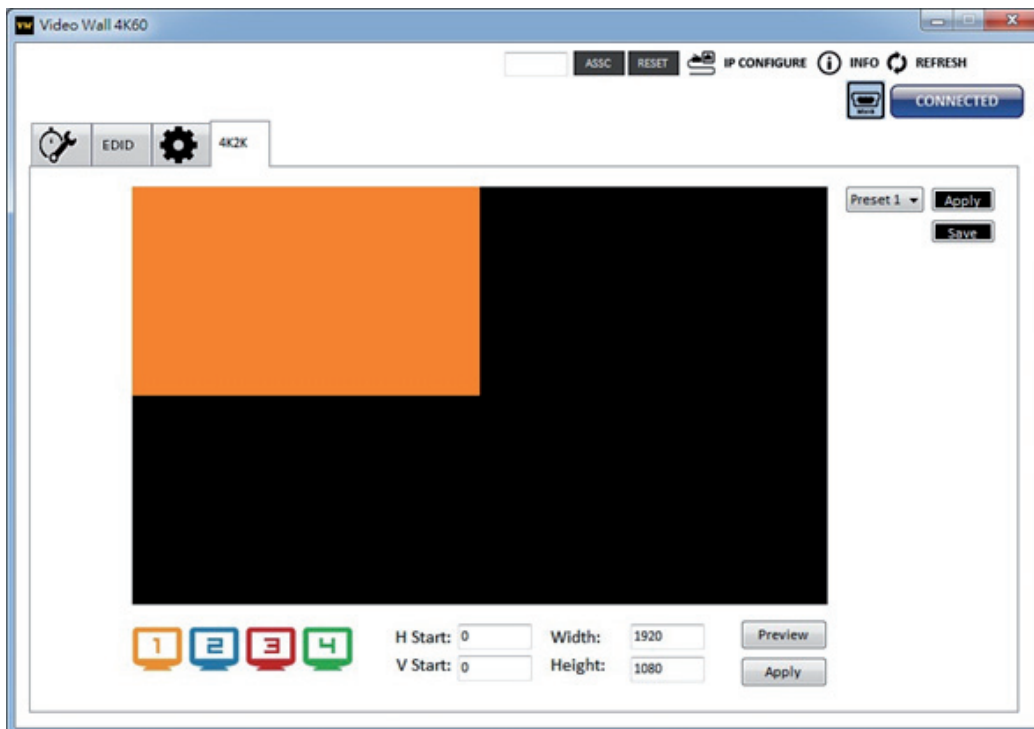 VW Video Wall 4K60
ASSC RESET IP CONFIGURE INFO REFRESH
CONNECTED
EDID 4K2K
Preset 1 Apply
Save
1 2 3 4
H Start: 0 Width: 1920 Preview
V Start: 0 Height: 1080 Apply